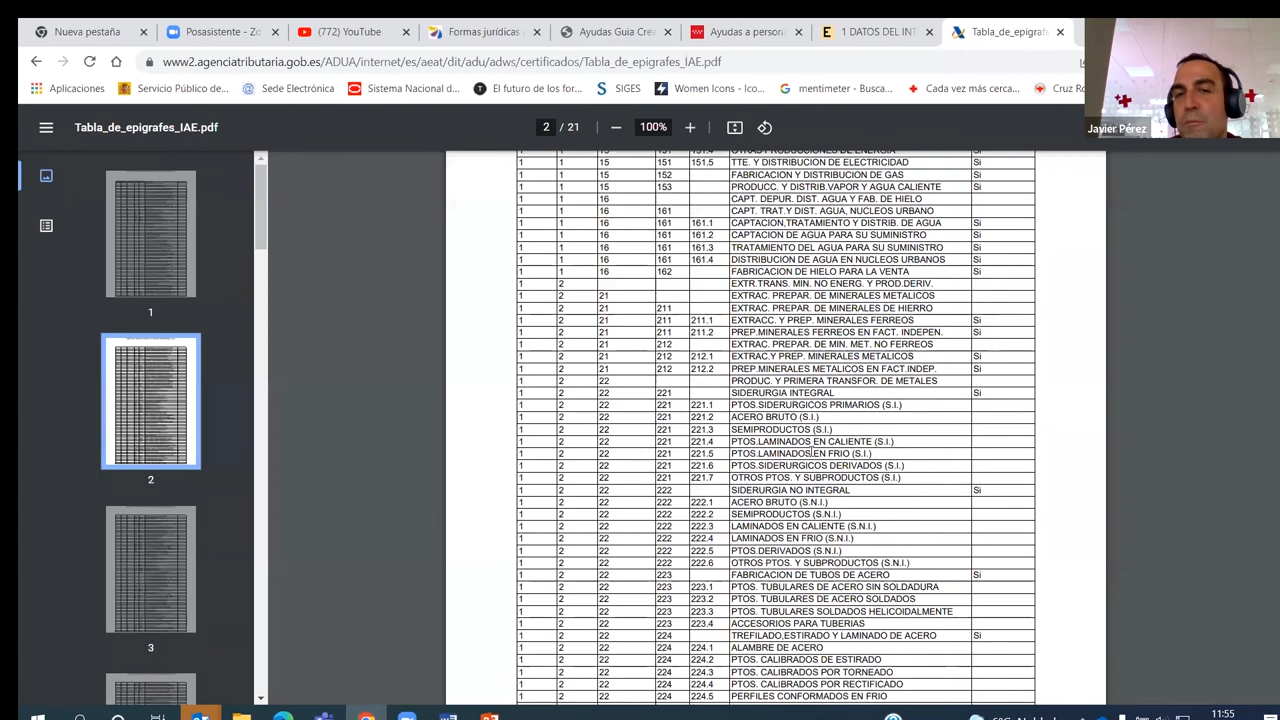 Nueva pestaña
Posasistente - Zo
(772) YouTube
Formas jurídicas
Ayudas Guia Crea
Ayudas a persone
1 DATOS DEL INT
Tabla_de_epigrafe
www2.agenciatributaria.gob.es/ADUA/internet/es/aeat/dit/adu/adws/certificados/Tabla_de_epigrafes_IAE.pdf
Aplicaciones
Servicio Público de...
Sede Electrónica
Sistema Nacional d...
El futuro de los for...
SIGES
Women Icons - Ico...
mentimeter - Busca...
Cada vez más cerca...
Cruz Ro
Javier Pérez
Tabla_de_epigrafes_IAE.pdf
2 / 21
100%
1
2
3
1 1 15 151 151.4 OTRAS PRODUCCIONES DE ENERGIA Si
1 1 15 151 151.5 TTE. Y DISTRIBUCION DE ELECTRICIDAD Si
1 1 15 152 FABRICACION Y DISTRIBUCION DE GAS Si
1 1 15 153 PRODUCC. Y DISTRIB.VAPOR Y AGUA CALIENTE Si
1 1 16 CAPT. DEPUR. DIST. AGUA Y FAB. DE HIELO
1 1 16 161 CAPT. TRAT.Y DIST. AGUA, NUCLEOS URBANO
1 1 16 161 161.1 CAPTACION,TRATAMIENTO Y DISTRIB. DE AGUA Si
1 1 16 161 161.2 CAPTACION DE AGUA PARA SU SUMINISTRO Si
1 1 16 161 161.3 TRATAMIENTO DEL AGUA PARA SU SUMINISTRO Si
1 1 16 161 161.4 DISTRIBUCION DE AGUA EN NUCLEOS URBANOS Si
1 1 16 162 FABRICACION DE HIELO PARA LA VENTA Si
1 2 EXTR.TRANS. MIN. NO ENERG. Y PROD.DERIV.
1 2 21 EXTRAC. PREPAR. DE MINERALES METALICOS
1 2 21 211 EXTRAC. PREPAR. DE MINERALES DE HIERRO
1 2 21 211 211.1 EXTRACC. Y PREP. MINERALES FERREOS Si
1 2 21 211 211.2 PREP.MINERALES FERREOS EN FACT. INDEPEN. Si
1 2 21 212 EXTRAC. PREPAR. DE MIN. MET. NO FERREOS
1 2 21 212 212.1 EXTRAC.Y PREP. MINERALES METALICOS Si
1 2 21 212 212.2 PREP.MINERALES METALICOS EN FACT.INDEP. Si
1 2 22 PRODUC. Y PRIMERA TRANSFOR. DE METALES
1 2 22 221 SIDERURGIA INTEGRAL Si
1 2 22 221 221.1 PTOS.SIDERURGICOS PRIMARIOS (S.I.)
1 2 22 221 221.2 ACERO BRUTO (S.I.)
1 2 22 221 221.3 SEMIPRODUCTOS (S.I.)
1 2 22 221 221.4 PTOS.LAMINADOS EN CALIENTE (S.I.)
1 2 22 221 221.5 PTOS.LAMINADOS EN FRIO (S.I.)
1 2 22 221 221.6 PTOS.SIDERURGICOS DERIVADOS (S.I.)
1 2 22 221 221.7 OTROS PTOS. Y SUBPRODUCTOS (S.I.)
1 2 22 222 SIDERURGIA NO INTEGRAL Si
1 2 22 222 222.1 ACERO BRUTO (S.N.I.)
1 2 22 222 222.2 SEMIPRODUCTOS (S.N.I.)
1 2 22 222 222.3 LAMINADOS EN CALIENTE (S.N.I.)
1 2 22 222 222.4 LAMINADOS EN FRIO (S.N.I.)
1 2 22 222 222.5 PTOS.DERIVADOS (S.N.I.)
1 2 22 222 222.6 OTROS PTOS. Y SUBPRODUCTOS (S.N.I.)
1 2 22 223 FABRICACION DE TUBOS DE ACERO Si
1 2 22 223 223.1 PTOS. TUBULARES DE ACERO SIN SOLDADURA
1 2 22 223 223.2 PTOS. TUBULARES DE ACERO SOLDADOS
1 2 22 223 223.3 PTOS. TUBULARES SOLDADOS HELICOIDALMENTE
1 2 22 223 223.4 ACCESORIOS PARA TUBERIAS
1 2 22 224 TREFILADO,ESTIRADO Y LAMINADO DE ACERO Si
1 2 22 224 224.1 ALAMBRE DE ACERO
1 2 22 224 224.2 PTOS. CALIBRADOS DE ESTIRADO
1 2 22 224 224.3 PTOS. CALIBRADOS POR TORNEADO
1 2 22 224 224.4 PTOS. CALIBRADOS POR RECTIFICADO
1 2 22 224 224.5 PERFILES CONFORMADOS EN FRIO
11:55